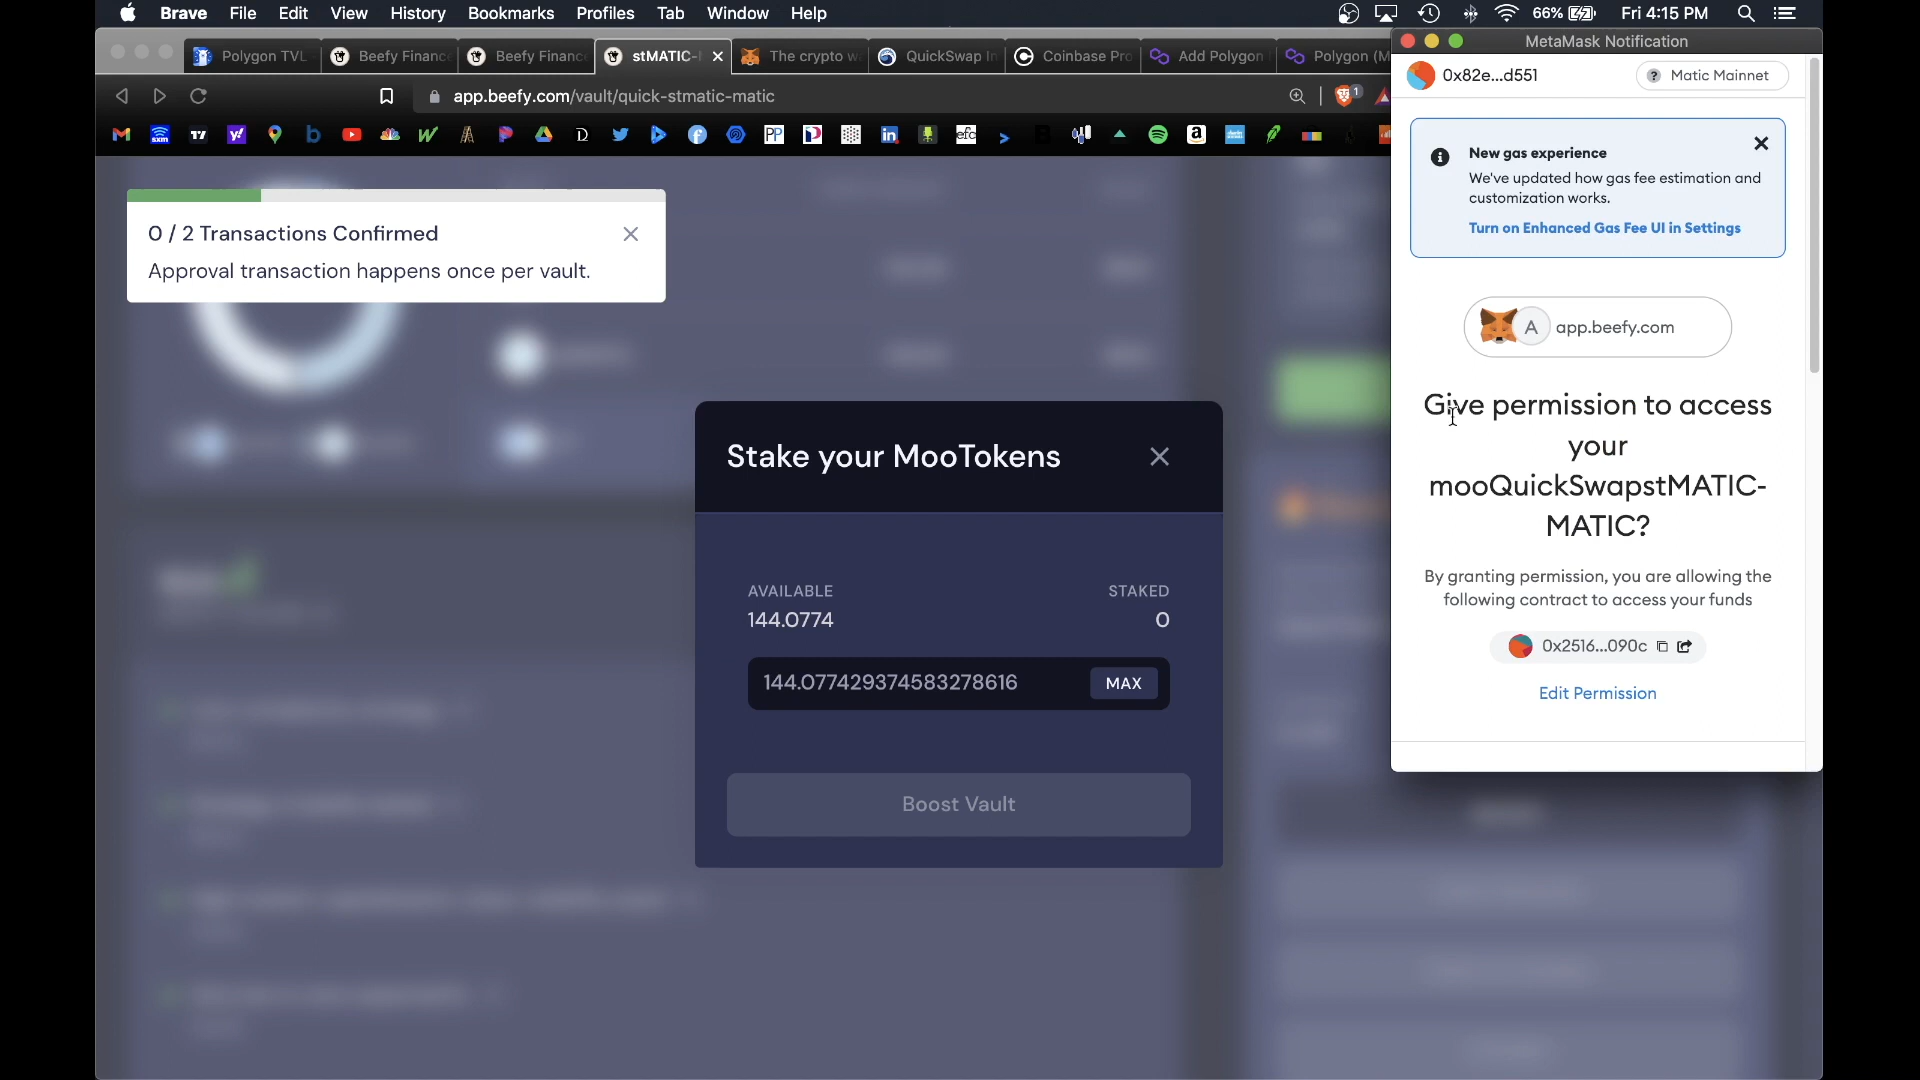 Brave File Edit View History Bookmarks Profiles Tab Window Help
66% Fri 4:15 PM
Polygon TVL
Beefy Financ
Beefy Financ
stMATIC-
The crypto w
QuickSwap In
Coinbase Pro
Add Polygon
Polygon (M
app.beefy.com/vault/quick-stmatic-matic
0 / 2 Transactions Confirmed
Approval transaction happens once per vault.
Stake your MooTokens
AVAILABLE STAKED
144.0774 0
144.077429374583278616 MAX
Boost Vault
MetaMask Notification
0x82e...d551 Matic Mainnet
New gas experience
We've updated how gas fee estimation and
customization works.
Turn on Enhanced Gas Fee UI in Settings
A app.beefy.com
Give permission to access
your
mooQuickSwapstMATIC-
MATIC?
By granting permission, you are allowing the
following contract to access your funds
0x2516...090c
Edit Permission